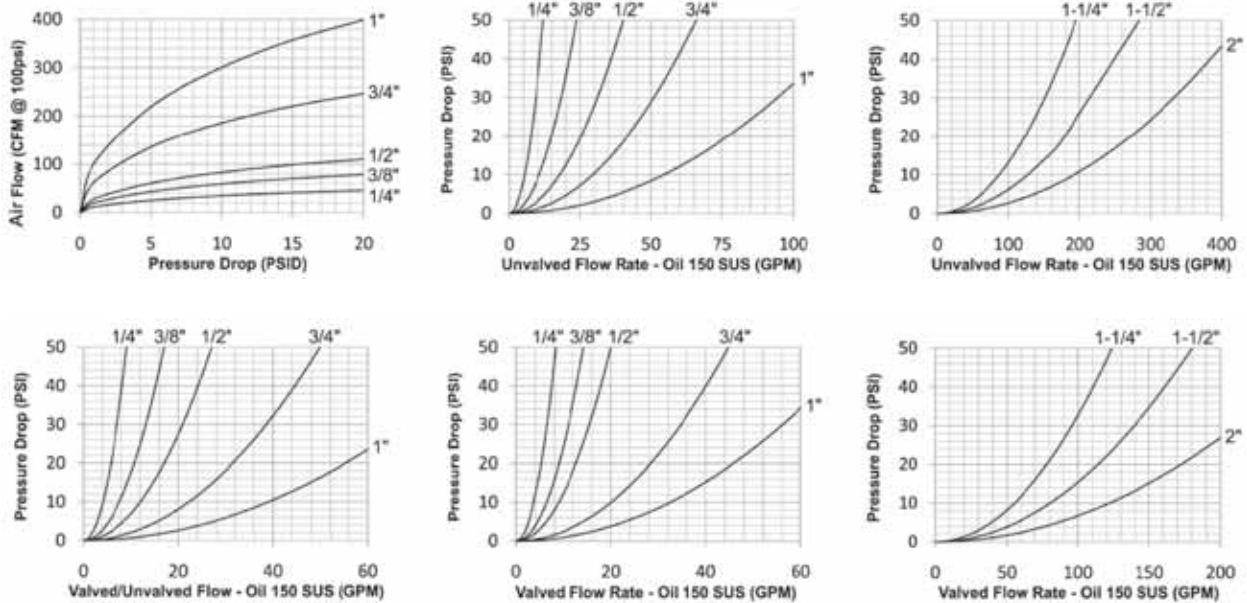 Air Flow (CFM @ 100psi)
400
300
200
100
0
1"
3/4"
1/2"
3/8"
1/4"
0 5 10 15 20
Pressure Drop (PSID)
1/4" 3/8" 1/2" 3/4"
Pressure Drop (PSI)
50
40
30
20
10
0
1"
0 25 50 75 100
Unvalved Flow Rate - Oil 150 SUS (GPM)
1-1/4" 1-1/2"
Pressure Drop (PSI)
50
40
30
20
10
0
2"
0 100 200 300 400
Unvalved Flow Rate - Oil 150 SUS (GPM)
1/4" 3/8" 1/2" 3/4"
Pressure Drop (PSI)
50
40
30
20
10
0
1"
0 20 40 60
Valved/Unvalved Flow - Oil 150 SUS (GPM)
1/4" 3/8" 1/2" 3/4"
Pressure Drop (PSI)
50
40
30
20
10
0
1"
0 20 40 60
Valved Flow Rate - Oil 150 SUS (GPM)
1-1/4" 1-1/2"
Pressure Drop (PSI)
50
40
30
20
10
0
2"
0 50 100 150 200
Valved Flow Rate - Oil 150 SUS (GPM)